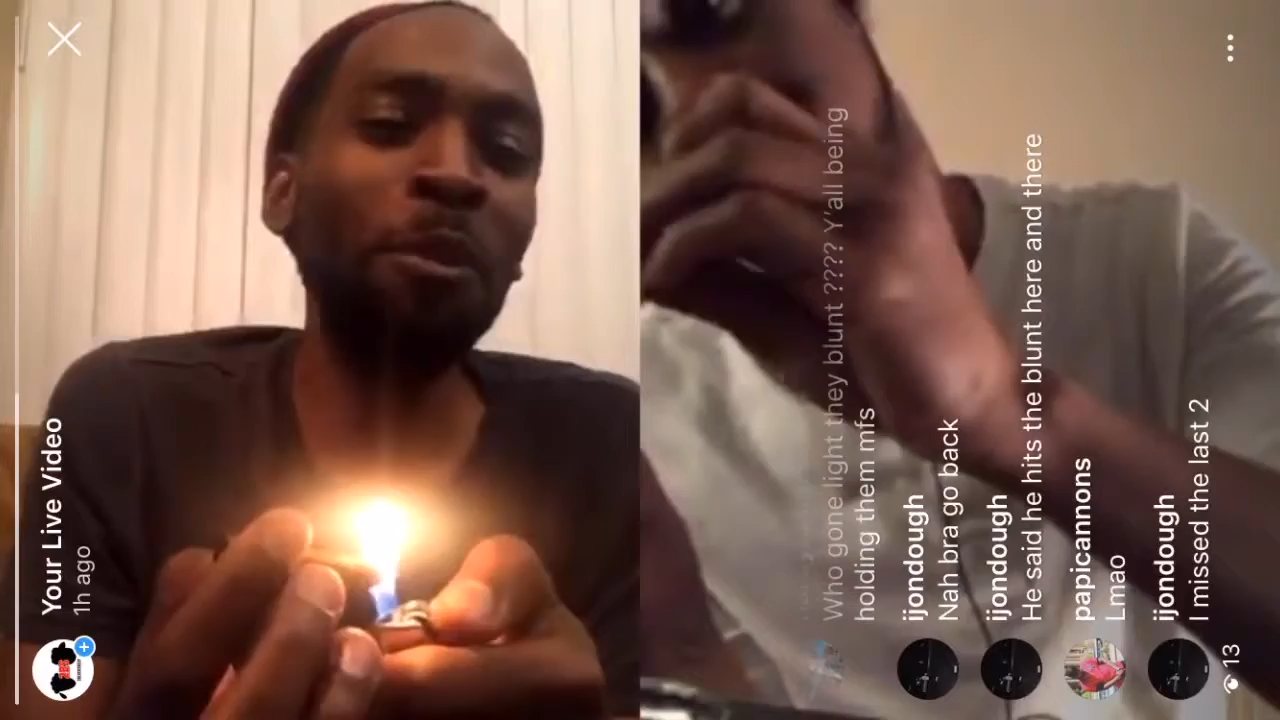 Your Live Video
1h ago
Who gone light they blunt ???? Y'all being
holding them mfs
ijondough
Nah bra go back
ijondough
He said he hits the blunt here and there
papicannons
Lmao
ijondough
I missed the last 2
13